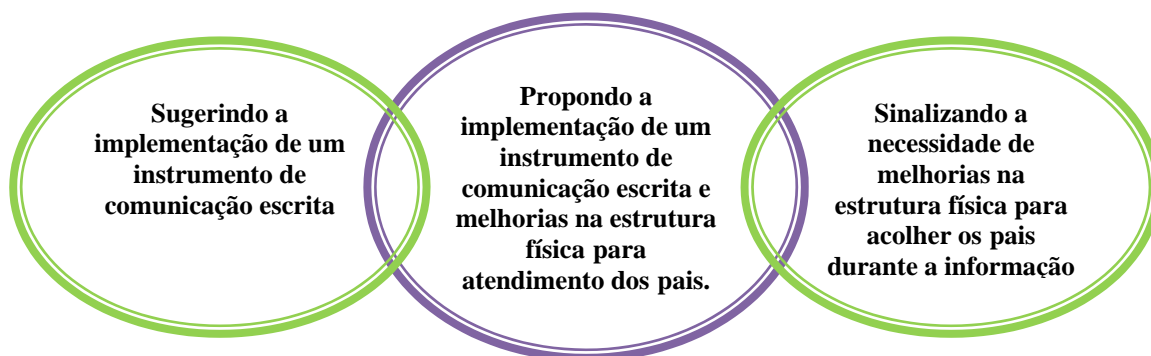 Sugerindo a
implementação de um
instrumento de
comunicação escrita
Propondo a
implementação de um
instrumento de
comunicação escrita e
melhorias na estrutura
física para
atendimento dos pais.
Sinalizando a
necessidade de
melhorias na
estrutura física para
acolher os pais
durante a informação